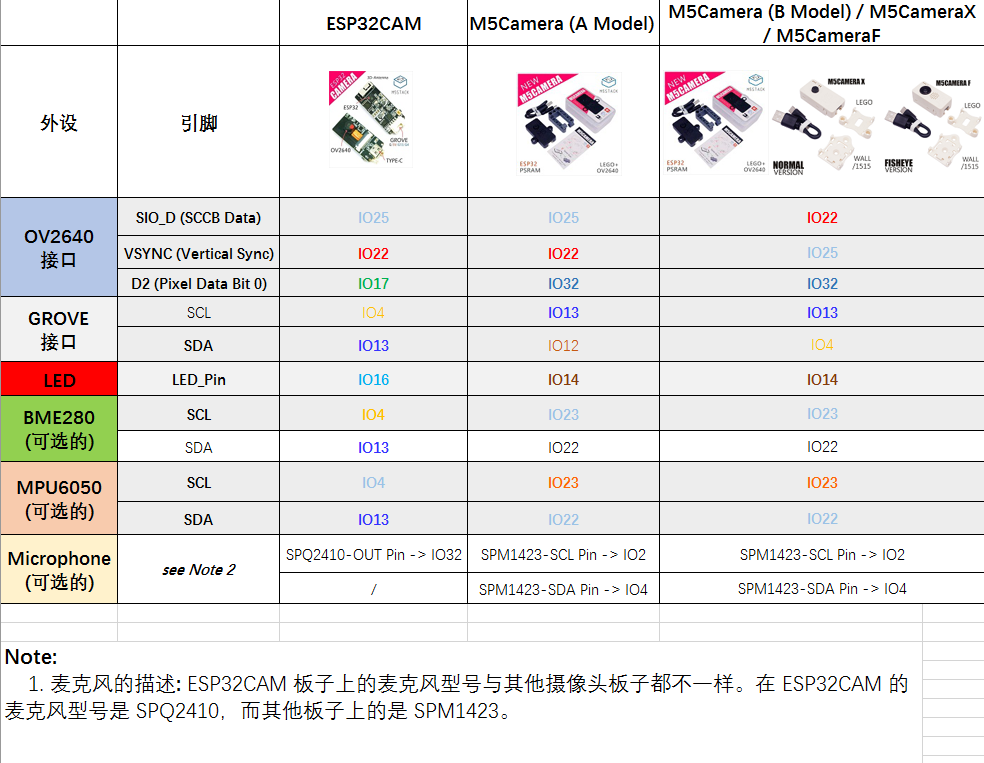 ESP32CAM
M5Camera (A Model)
M5Camera (B Model) / M5CameraX
/ M5CameraF
外设
引脚
ESP32
CAMERA
M5STACK
ESP32
OV2640
GROVE
TYPE-C
NEW
M5CAMERA
M5STACK
ESP32
PSRAM
LEGO+
OV2640
NEW
M5CAMERA
M5STACK
ESP32
PSRAM
LEGO+
OV2640
M5CAMERA X
LEGO
WALL
/1515
NORMAL
VERSION
M5CAMERA F
LEGO
WALL
/1515
FISHEYE
VERSION
OV2640
接口
SIO_D (SCCB Data)
IO25
IO25
IO22
VSYNC (Vertical Sync)
IO22
IO22
IO25
D2 (Pixel Data Bit 0)
IO17
IO32
IO32
GROVE
接口
SCL
IO4
IO13
IO13
SDA
IO13
IO12
IO4
LED
LED_Pin
IO16
IO14
IO14
BME280
(可选的)
SCL
IO4
IO23
IO23
SDA
IO13
IO22
IO22
MPU6050
(可选的)
SCL
IO4
IO23
IO23
SDA
IO13
IO22
IO22
Microphone
(可选的)
see Note 2
SPQ2410-OUT Pin -> IO32
SPM1423-SCL Pin -> IO2
SPM1423-SCL Pin -> IO2
/
SPM1423-SDA Pin -> IO4
SPM1423-SDA Pin -> IO4
Note:
1. 麦克风的描述: ESP32CAM 板子上的麦克风型号与其他摄像头板子都不一样。在 ESP32CAM 的
麦克风型号是 SPQ2410，而其他板子上的是 SPM1423。